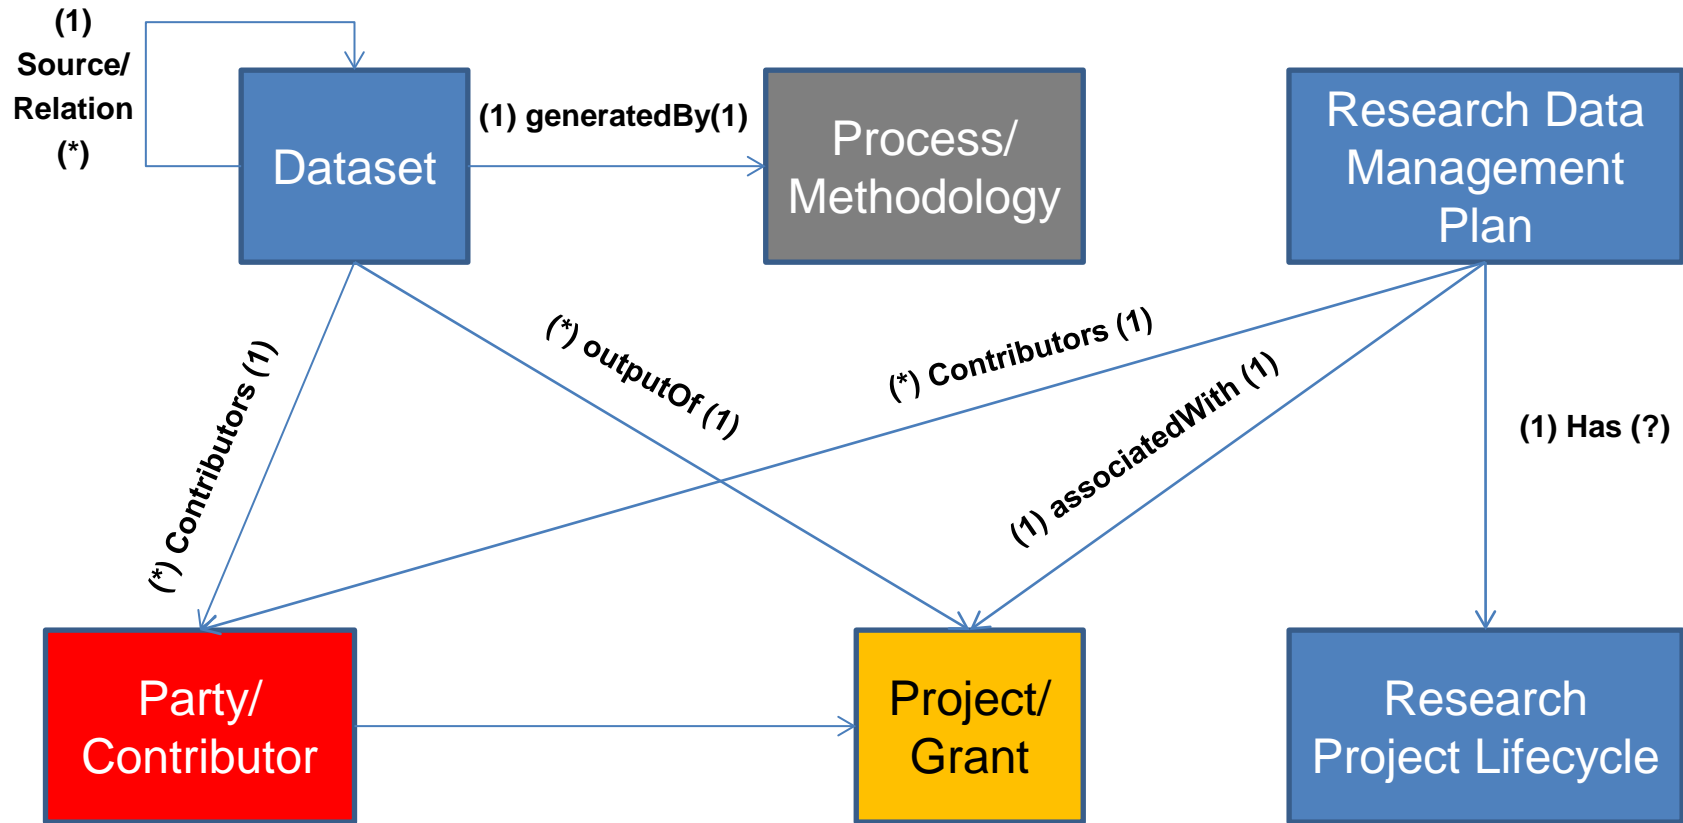 (1)
Source/
Relation
(*)
Dataset
(1) generatedBy(1)
Process/
Methodology
Research Data
Management
Plan
(*) Contributors (1)
(*) outputOf (1)
(*) Contributors (1)
(1) associatedWith (1)
(1) Has (?)
Party/
Contributor
Project/
Grant
Research
Project Lifecycle